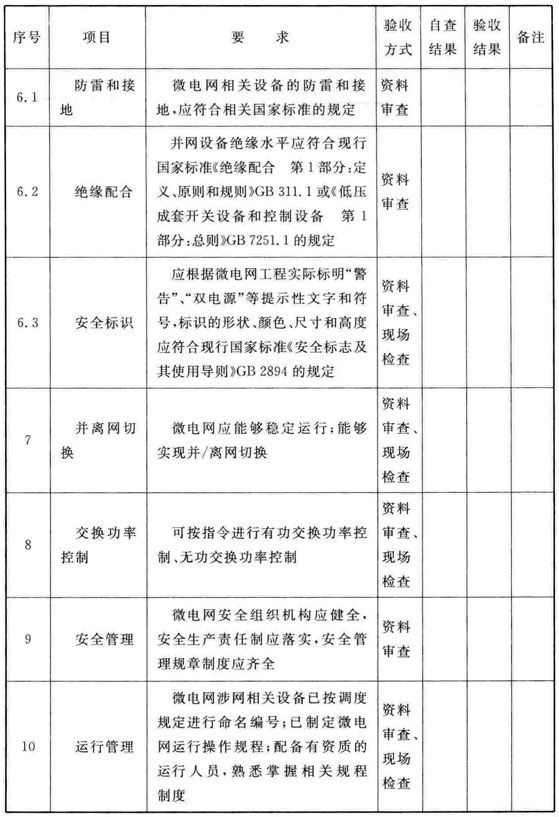 序号 项目 要 求 验收方式 自查结果 验收结果 备注
6.1 防雷和接地 微电网相关设备的防雷和接 资料
地,应符合相关国家标准的规定 审查
6.2 绝缘配合 并网设备绝缘水平应符合现行 资料
国家标准《绝缘配合 第1部分:定 审查
义、原则和规则》GB 311.1或《低压
成套开关设备和控制设备 第1
部分:总则》GB 7251.1的规定
6.3 安全标识 应根据微电网工程实际标明“警 资料
告”、“双电源”等提示性文字和符 审查、
号,标识的形状、颜色、尺寸和高度 现场
应符合现行国家标准《安全标志及 检查
其使用导则》GB 2894的规定
7 并离网切换 微电网应能够稳定运行;能够 资料
实现并/离网切换 审查、
现场
检查
8 交换功率控制 可按指令进行有功交换功率控 资料
制、无功交换功率控制 审查、
现场
检查
9 安全管理 微电网安全组织机构应健全, 资料
安全生产责任制应落实,安全管 审查
理规章制度应齐全
10 运行管理 微电网涉网相关设备已按调度 资料
规定进行命名编号;已制定微电 审查、
网运行操作规程;配备有资质的 现场
运行人员,熟悉掌握相关规程 检查
制度